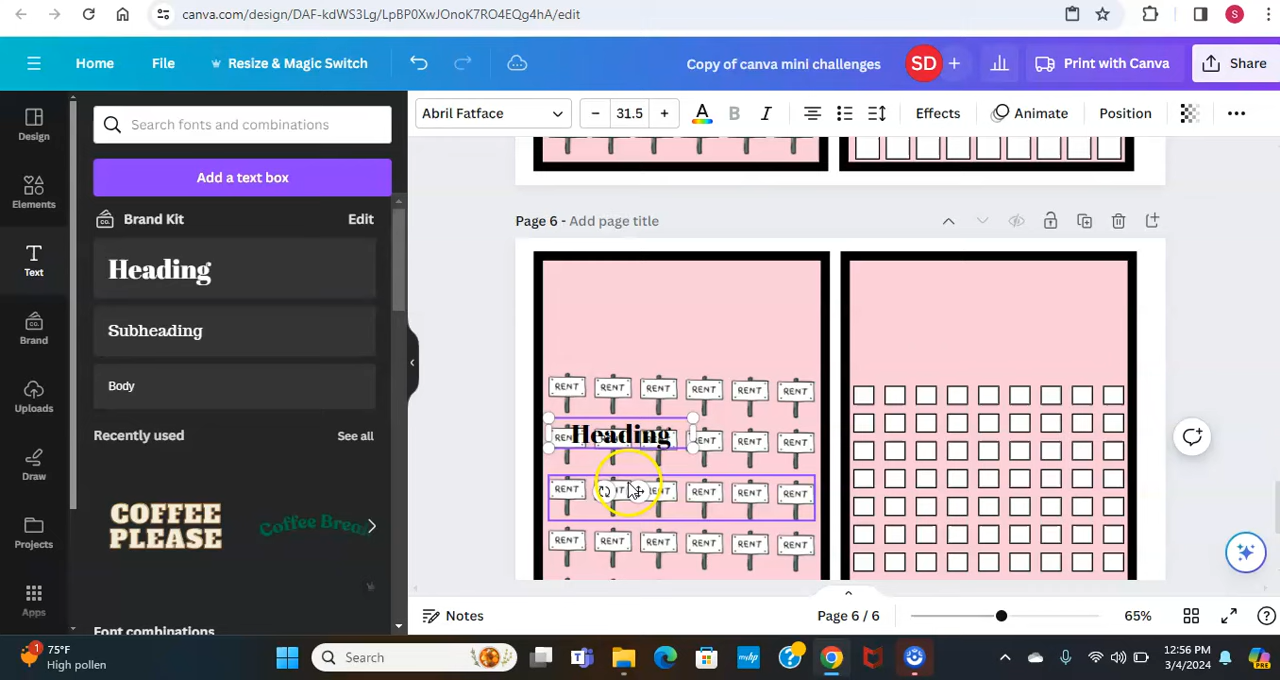 canva.com/design/DAF-kdWS3Lg/LpBP0XwJOnoK7RO4EQg4hA/edit
S
Home
File
Resize & Magic Switch
Copy of canva mini challenges
SD
Print with Canva
Share
Design
Elements
Text
Brand
Uploads
Draw
Projects
Apps
Search fonts and combinations
Add a text box
Brand Kit
Edit
Heading
Subheading
Body
Recently used
See all
COFFEE
PLEASE
Coffee Brea
Font combinations
Abril Fatface
31.5
A
B
I
Effects
Animate
Position
Page 6 - Add page title
RENT RENT RENT RENT RENT RENT
Heading
RENT RENT RENT
RENT RENT RENT RENT RENT
RENT RENT RENT RENT RENT RENT
Notes
Page 6 / 6
65%
1
75°F
High pollen
Search
12:56 PM
3/4/2024